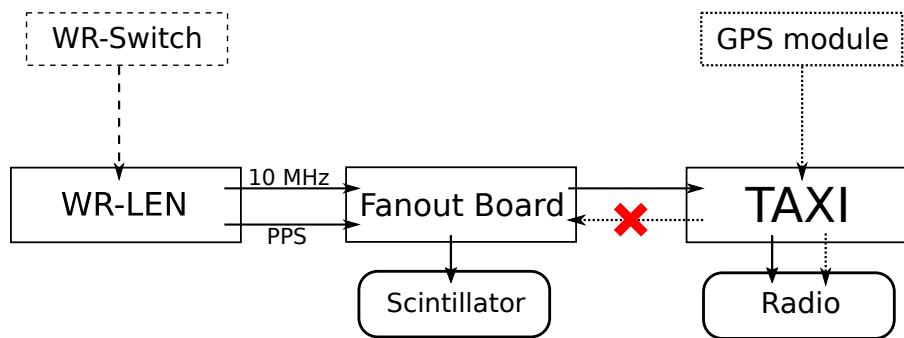 WR-Switch
GPS module
WR-LEN
10 MHz
PPS
Fanout Board
TAXI
Scintillator
Radio